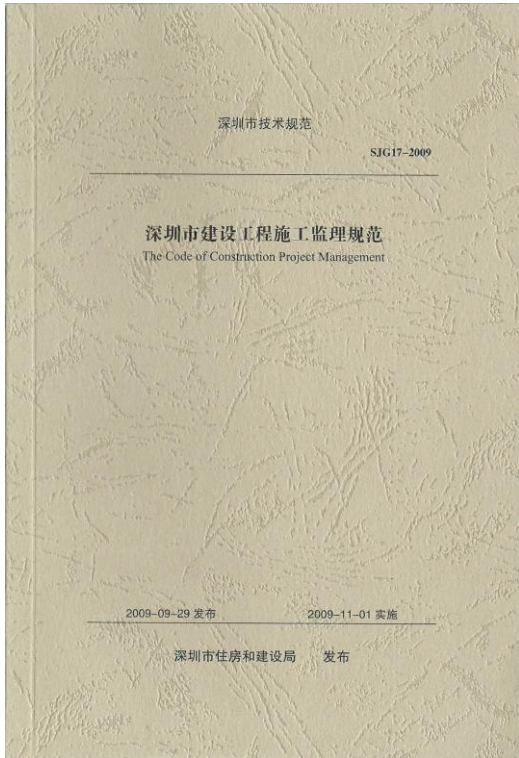 深圳市技术规范
SJG17-2009
深圳市建设工程施工监理规范
The Code of Construction Project Management
2009-09-29 发布 2009-11-01 实施
深圳市住房和建设局 发布